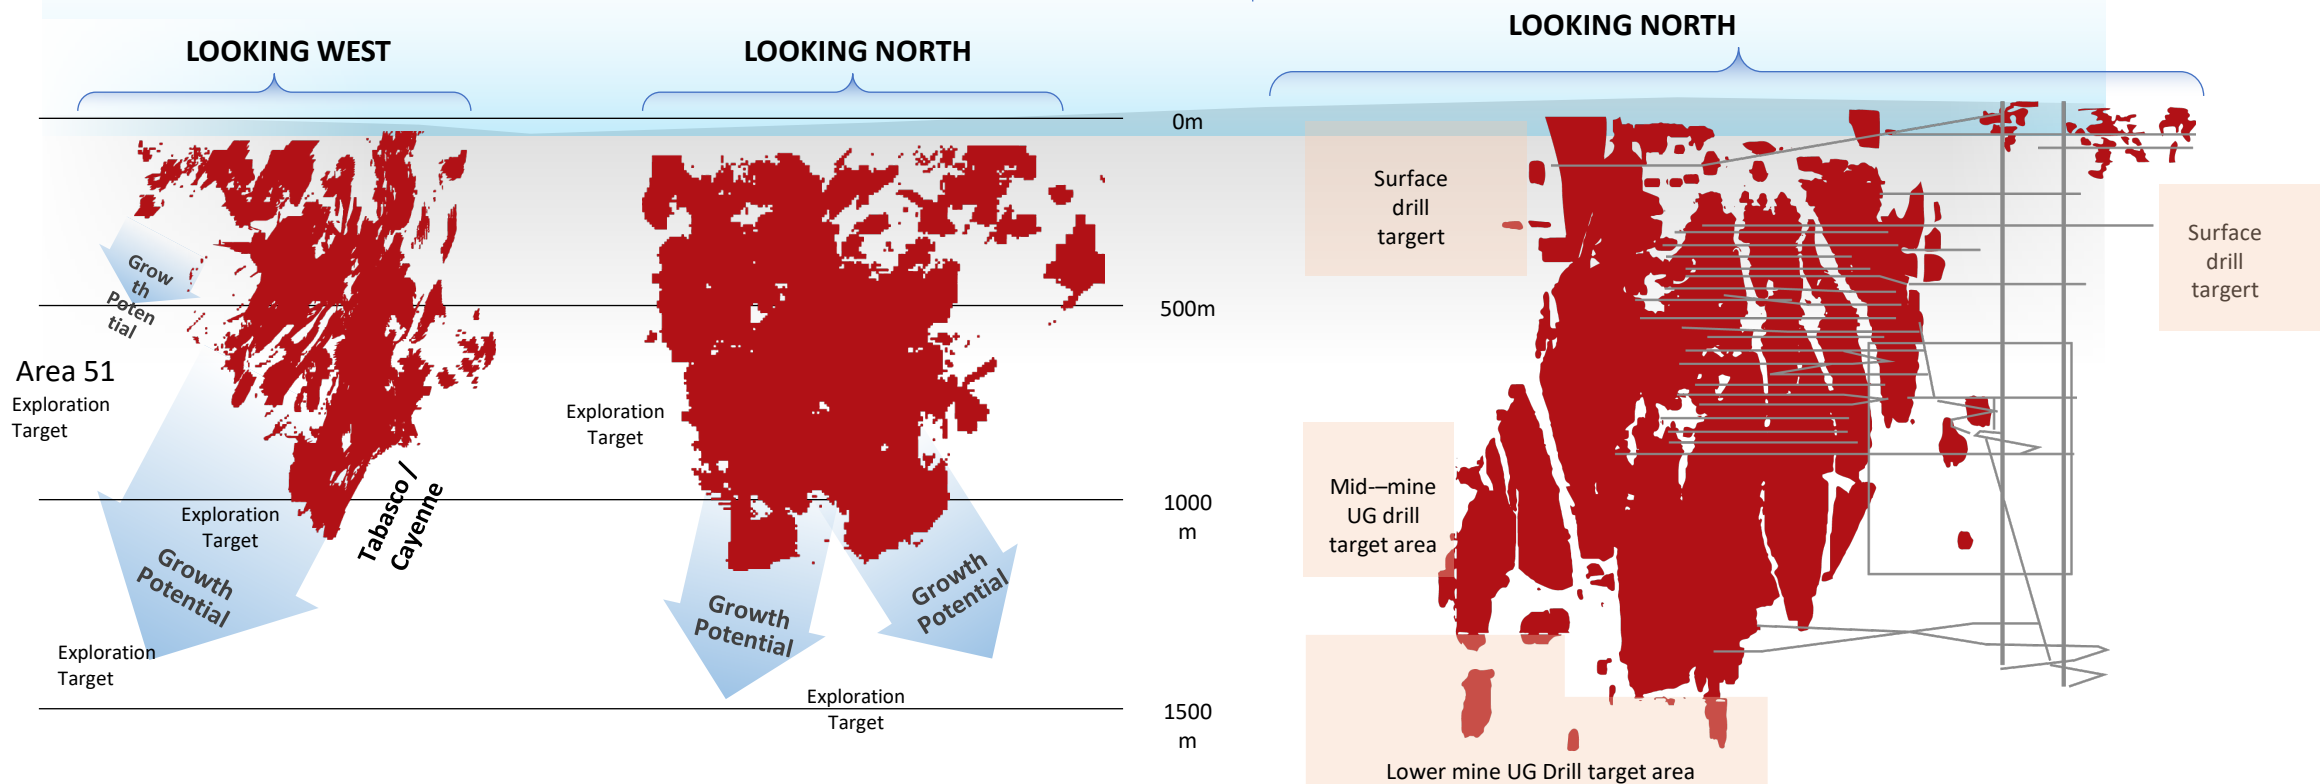 LOOKING WEST
LOOKING NORTH
LOOKING NORTH
0m
500m
1000
m
1500
m
Grow
th
Poten
tial
Area 51
Exploration
Target
Exploration
Target
Growth
Potential
Tabasco /
Cayenne
Exploration
Target
Exploration
Target
Growth
Potential
Growth
Potential
Exploration
Target
Surface
drill
targert
Surface
drill
targert
Mid-–mine
UG drill
target area
Lower mine UG Drill target area